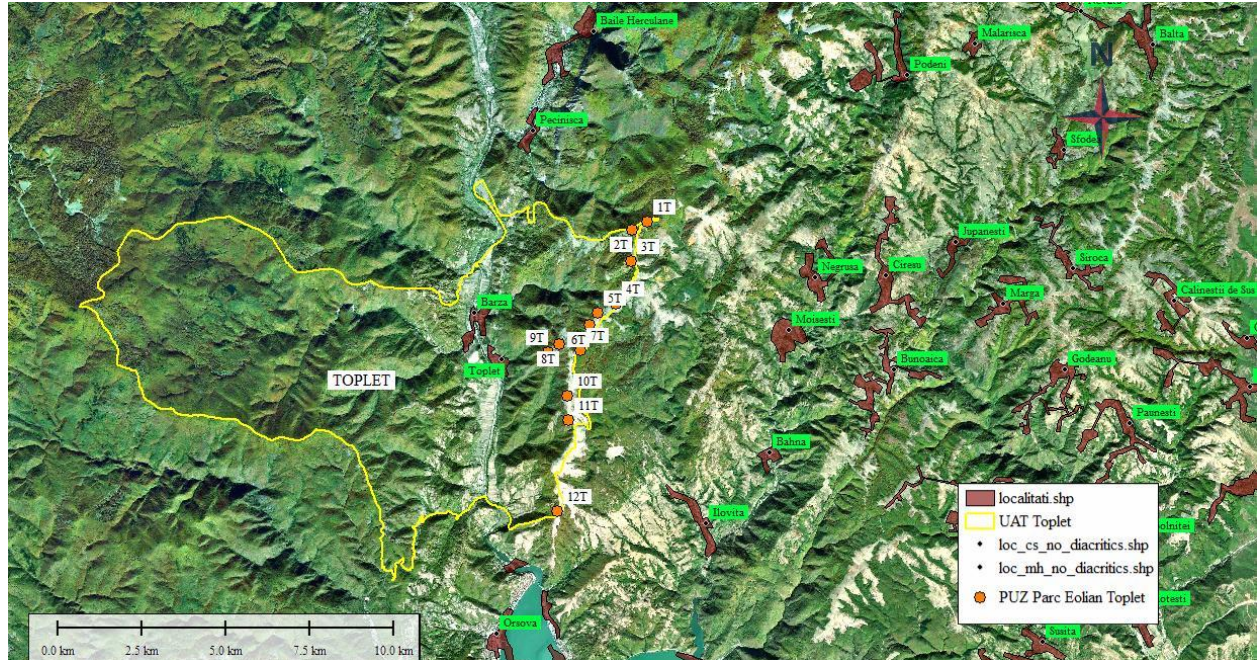 Baile Herculane
Malarisca
Balta
Podeni
N
Pecinisca
1T
2T
3T
Jupanesti
Negrusa
Ciresu
Siroca
4T
Marga
Calinestii de Sus
5T
Barza
Moisesti
9T
6T
7T
8T
Toplet
Bunoaica
Godeanu
TOPLET
10T
11T
Paunesti
Bahna
12T
Ilovita
localitati.shp
UAT Toplet
loc_cs_no_diacritics.shp
loc_mh_no_diacritics.shp
PUZ Parc Eolian Toplet
Orsova
Susita
0.0 km
2.5 km
5.0 km
7.5 km
10.0 km